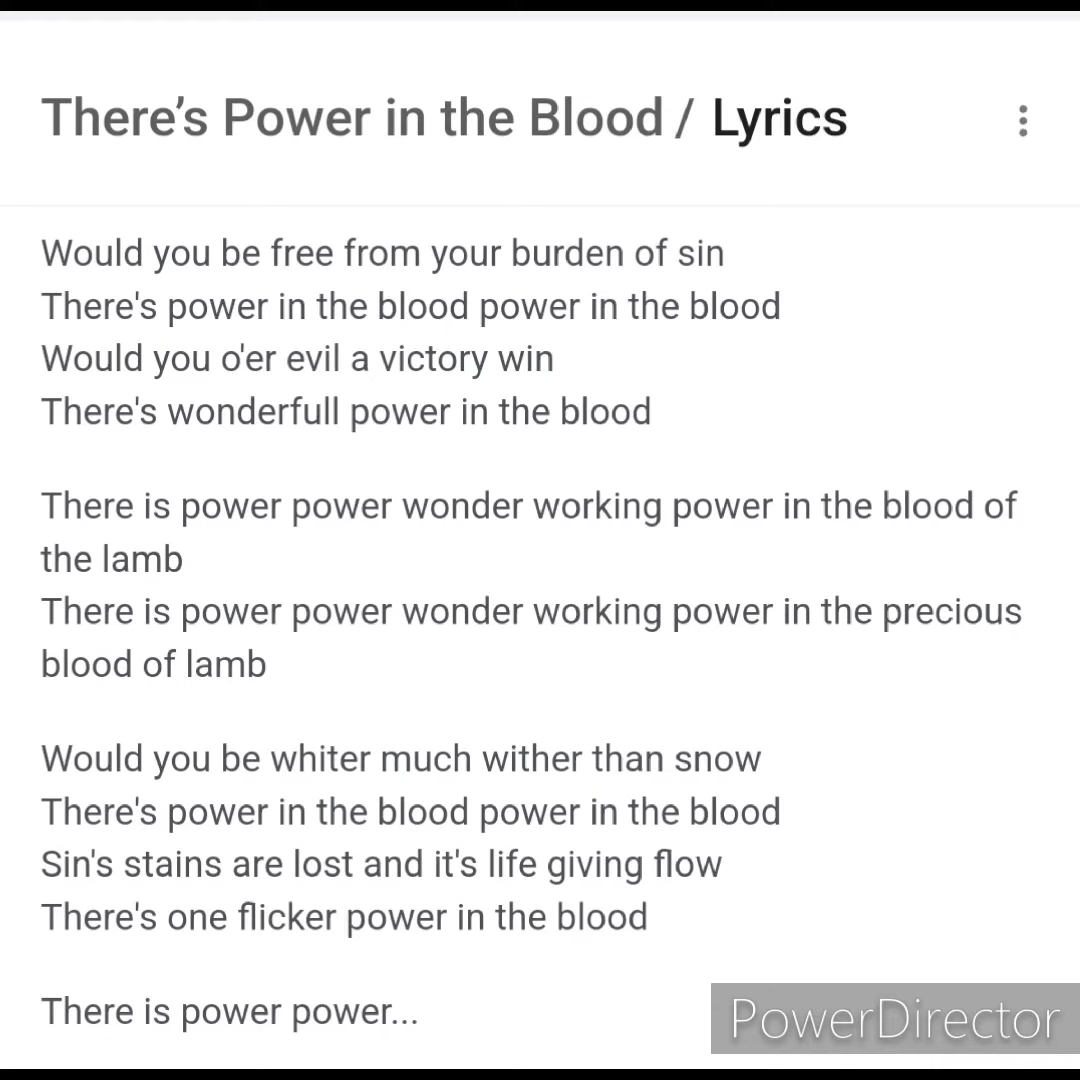 There’s Power in the Blood / Lyrics
Would you be free from your burden of sin
There's power in the blood power in the blood
Would you o'er evil a victory win
There's wonderfull power in the blood
There is power power wonder working power in the blood of
the lamb
There is power power wonder working power in the precious
blood of lamb
Would you be whiter much wither than snow
There's power in the blood power in the blood
Sin's stains are lost and it's life giving flow
There's one flicker power in the blood
There is power power...
PowerDirector